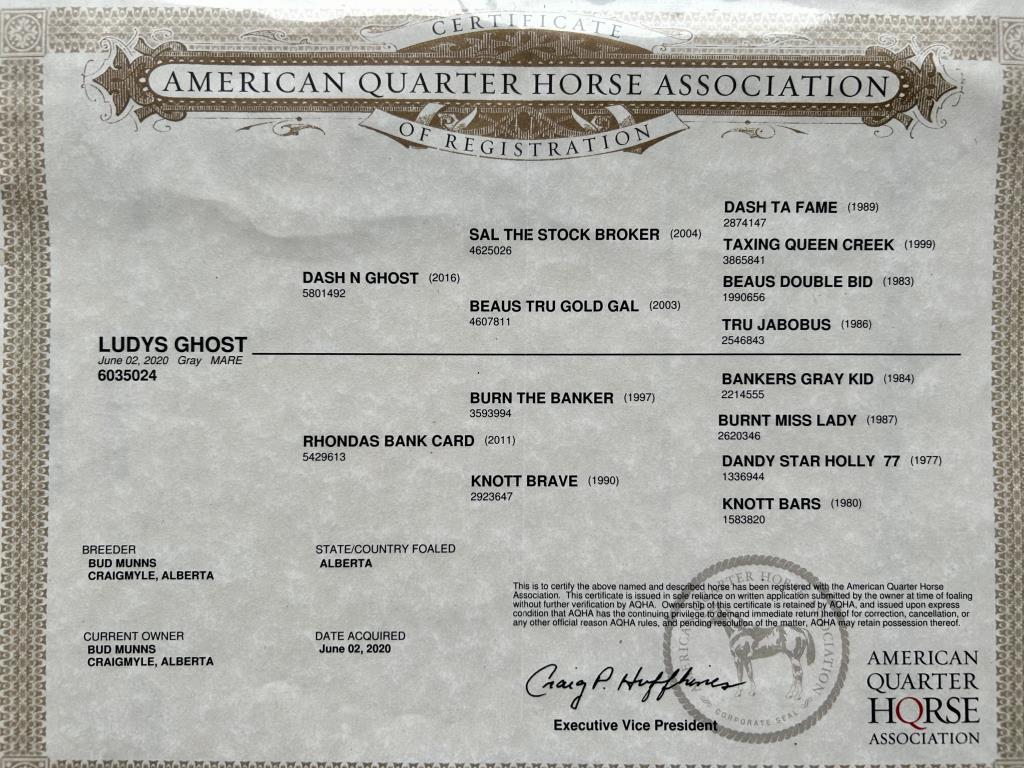 CERTIFICATE
AMERICAN QUARTER HORSE ASSOCIATION
OF REGISTRATION
DASH TA FAME (1989)
2874147
SAL THE STOCK BROKER (2004)
4625026
TAXING QUEEN CREEK (1999)
3865841
DASH N GHOST (2016)
5801492
BEAUS DOUBLE BID (1983)
1990656
BEAUS TRU GOLD GAL (2003)
4607811
TRU JABOBUS (1986)
2546843
LUDYS GHOST
June 02, 2020 Gray MARE
6035024
BANKERS GRAY KID (1984)
2214555
BURN THE BANKER (1997)
3593994
BURNT MISS LADY (1987)
2620346
RHONDAS BANK CARD (2011)
5429613
DANDY STAR HOLLY 77 (1977)
1336944
KNOTT BRAVE (1990)
2923647
KNOTT BARS (1980)
1583820
BREEDER
BUD MUNNS
CRAIGMYLE, ALBERTA
STATE/COUNTRY FOALED
ALBERTA
This is to certify the above named and described horse has been registered with the American Quarter Horse
Association. This certificate is issued in sole reliance on written application submitted by the owner at time of foaling
without further verification by AQHA. Ownership of this certificate is retained by AQHA, and issued upon express
condition that AQHA has the continuing privilege to demand immediate return thereof for correction, cancellation, or
any other official reason AQHA rules, and pending resolution of the matter, AQHA may retain possession thereof.
CURRENT OWNER
BUD MUNNS
CRAIGMYLE, ALBERTA
DATE ACQUIRED
June 02, 2020
Craig P. Huffhines
Executive Vice President
CORPORATE SEAL
AMERICAN
QUARTER
HORSE
ASSOCIATION